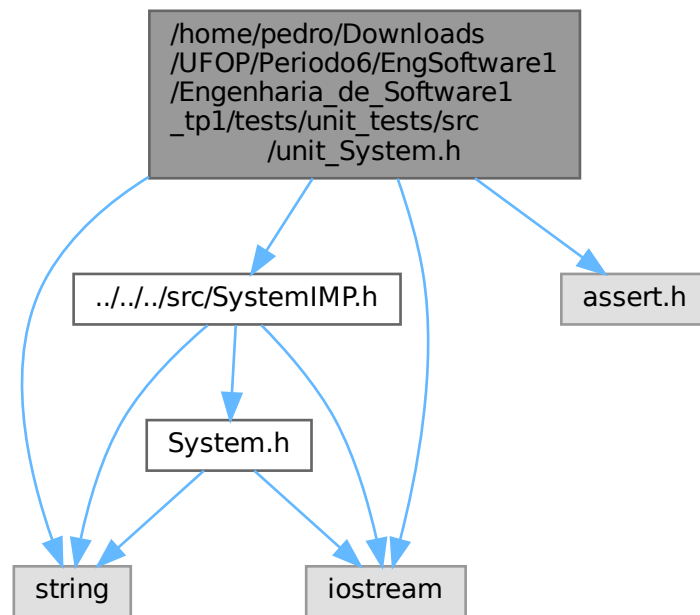 /home/pedro/Downloads
/UFOP/Periodo6/EngSoftware1
/Engenharia_de_Software1
_tp1/tests/unit_tests/src
/unit_System.h
../../../src/SystemIMP.h
assert.h
System.h
string
iostream